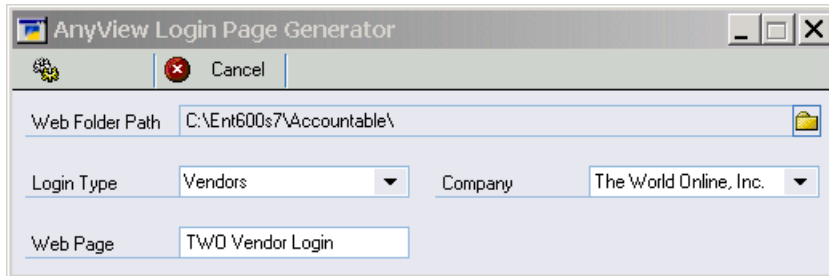 AnyView Login Page Generator
Cancel
Web Folder Path C:\Ent600s7\Accountable\
Login Type Vendors Company The World Online, Inc.
Web Page TWO Vendor Login